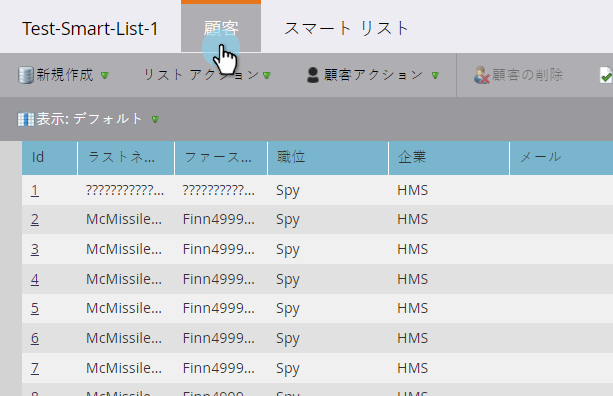 Test-Smart-List-1 顧客 スマート リスト
新規作成 リスト アクション 顧客アクション 顧客の削除
表示: デフォルト
Id ラストネ... ファース... 職位 企業 メール
1 ???????????... ??????????... Spy HMS
2 McMissile... Finn4999... Spy HMS
3 McMissile... Finn4999... Spy HMS
4 McMissile... Finn4999... Spy HMS
5 McMissile... Finn4999... Spy HMS
6 McMissile... Finn4999... Spy HMS
7 McMissile... Finn4999... Spy HMS
8 McMissile... Finn4999... Spy HMS